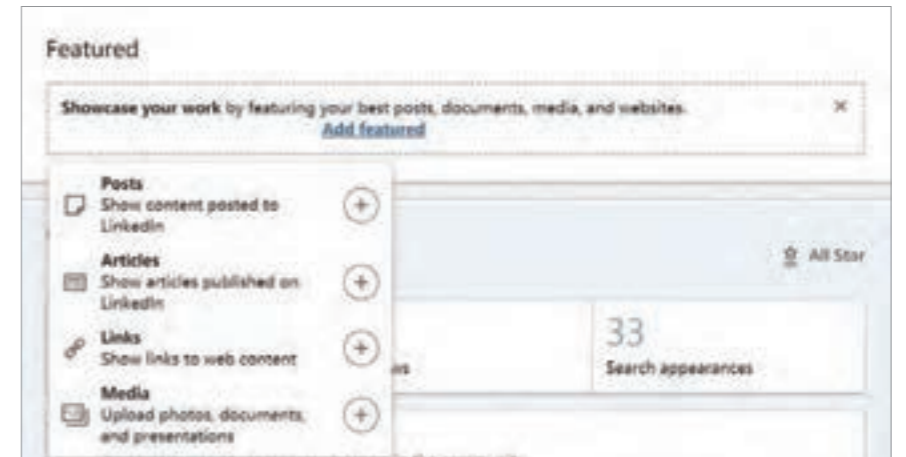 Featured
Showcase your work by featuring your best posts, documents, media, and websites.
Add featured
Posts
Show content posted to
LinkedIn
Articles
Show articles published on
LinkedIn
Links
Show links to web content
Media
Upload photos, documents,
and presentations
All Star
33
Search appearances